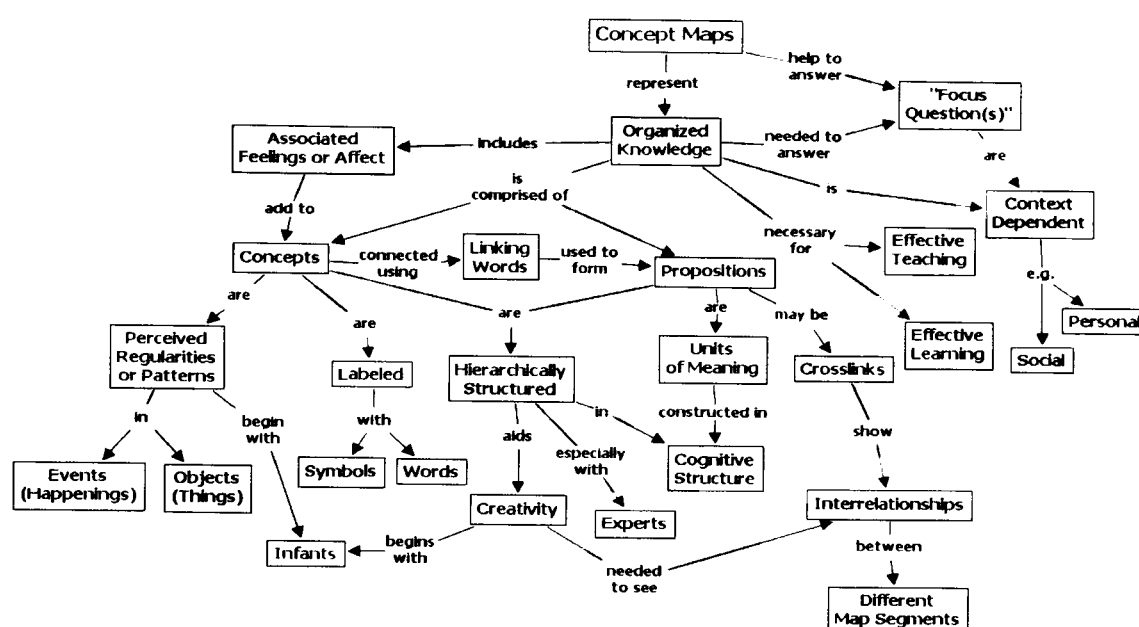 Concept Maps
help to
answer
represent
"Focus
Question(s)"
Associated
Feelings or Affect
includes
Organized
Knowledge
needed to
answer
are
is
comprised of
is
add to
Context
Dependent
necessary
for
Concepts
connected
using
Linking
Words
used to
form
Propositions
Effective
Teaching
e.g.
are
are
are
are
may be
Personal
Perceived
Regularities
or Patterns
Labeled
Hierarchically
Structured
Units
of Meaning
Crosslinks
Effective
Learning
Social
in
begin
with
with
aids
in
constructed in
show
especially
with
Events
(Happenings)
Objects
(Things)
Symbols
Words
Cognitive
Structure
Creativity
Experts
Interrelationships
Infants
begins
with
needed
to see
between
Different
Map Segments